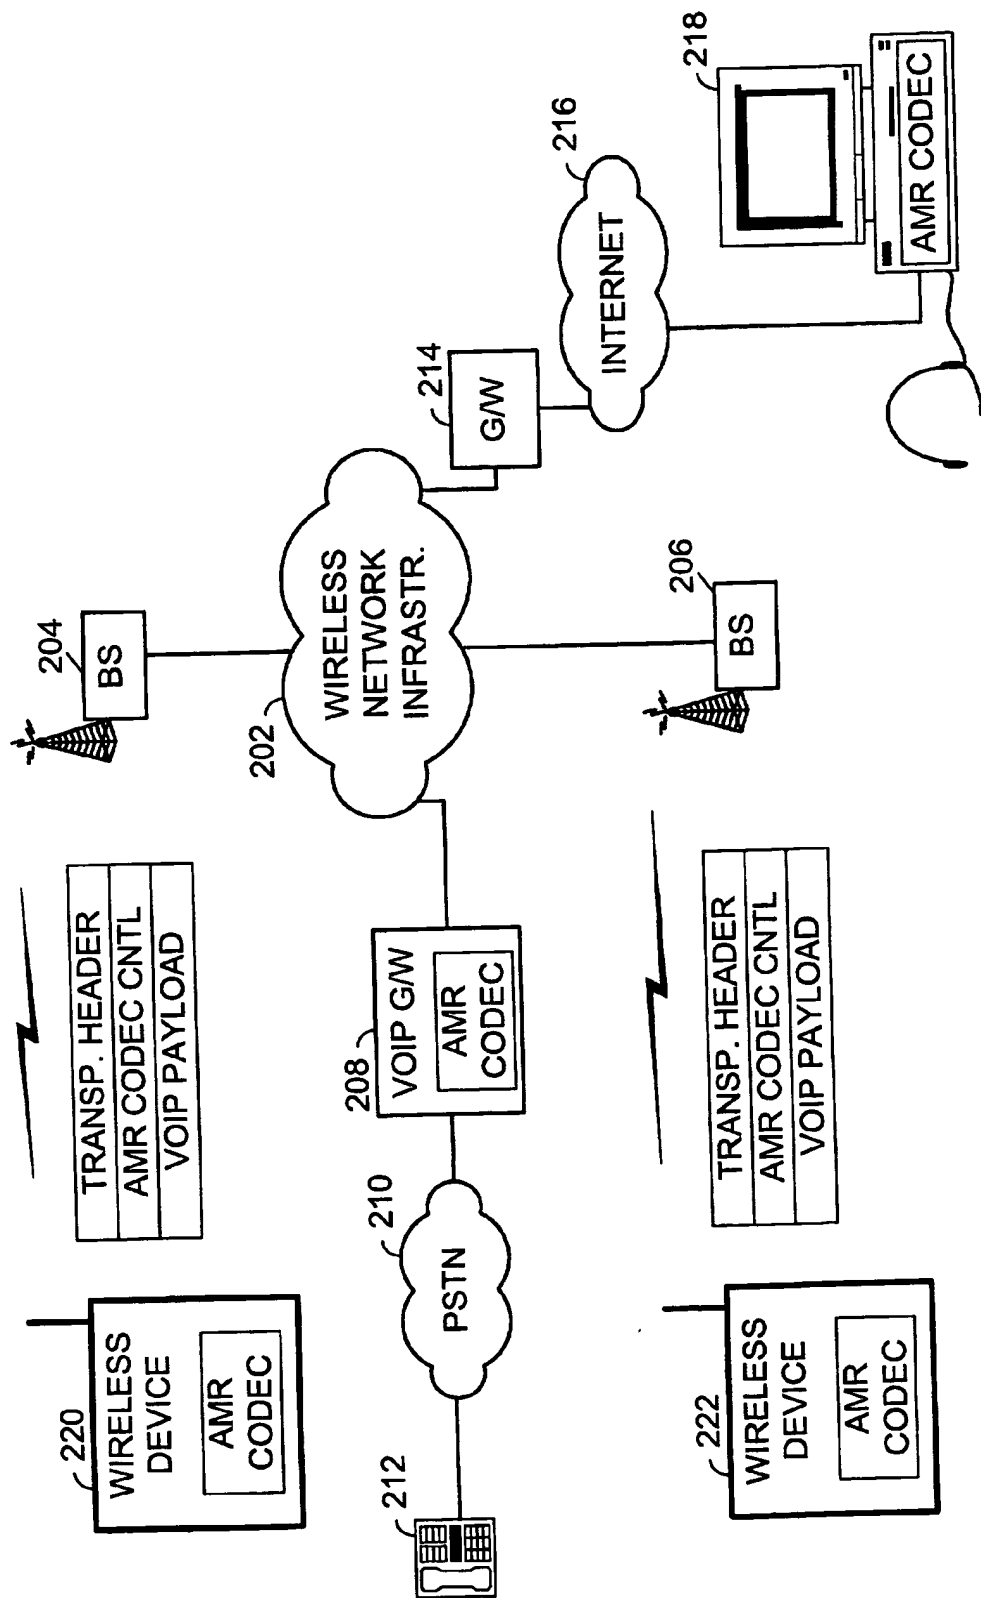 220
WIRELESS
DEVICE
AMR
CODEC
TRANSP. HEADER
AMR CODEC CNTL
VOIP PAYLOAD
204
BS
212
PSTN
210
208
VOIP G/W
AMR
CODEC
202
WIRELESS
NETWORK
INFRASTR.
214
G/W
216
INTERNET
218
AMR CODEC
222
WIRELESS
DEVICE
AMR
CODEC
TRANSP. HEADER
AMR CODEC CNTL
VOIP PAYLOAD
206
BS